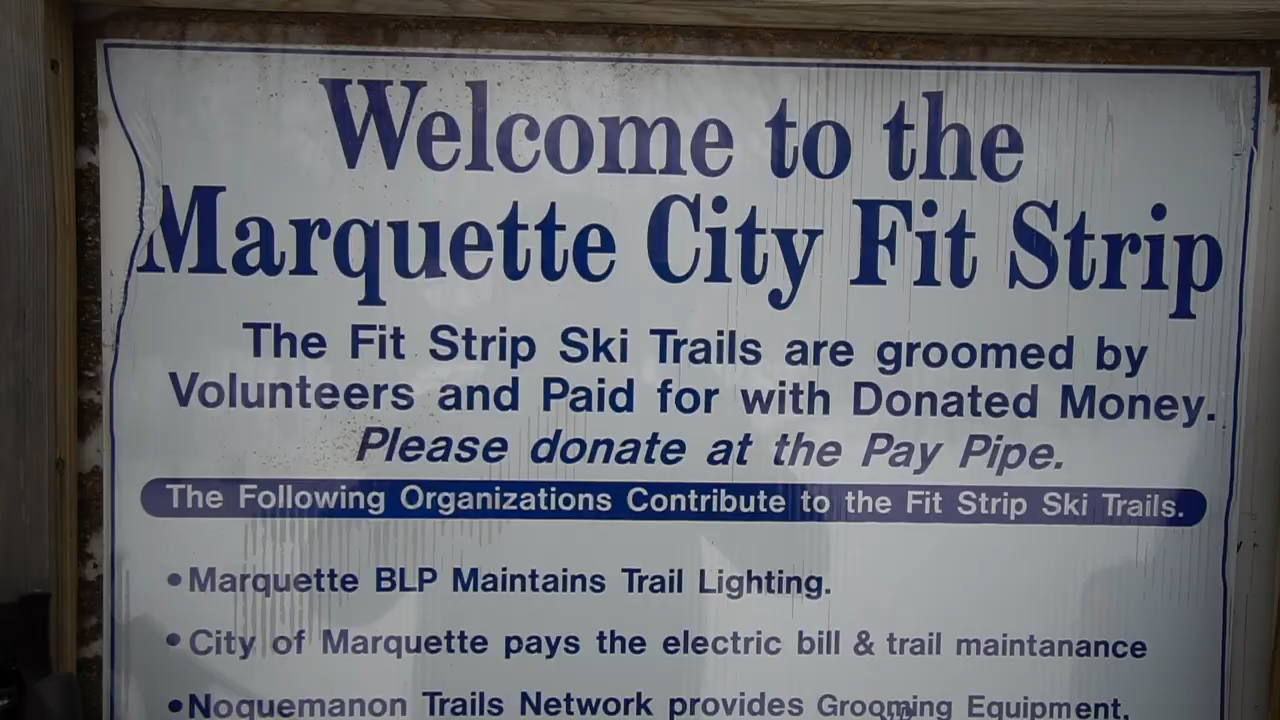 Welcome to the
Marquette City Fit Strip
The Fit Strip Ski Trails are groomed by
Volunteers and Paid for with Donated Money.
Please donate at the Pay Pipe.
The Following Organizations Contribute to the Fit Strip Ski Trails.
•Marquette BLP Maintains Trail Lighting.
•City of Marquette pays the electric bill & trail maintanance
•Noquemanon Trails Network provides Grooming Equipment.